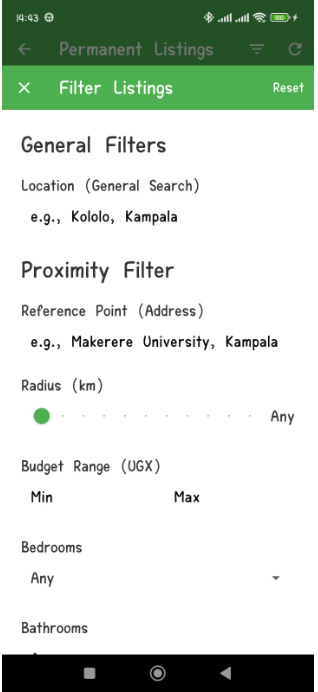 14:43
100
Permanent Listings
Filter Listings
Reset
General Filters
Location (General Search)
e.g., Kololo, Kampala
Proximity Filter
Reference Point (Address)
e.g., Makerere University, Kampala
Radius (km)
Any
Budget Range (UGX)
Min Max
Bedrooms
Any
Bathrooms